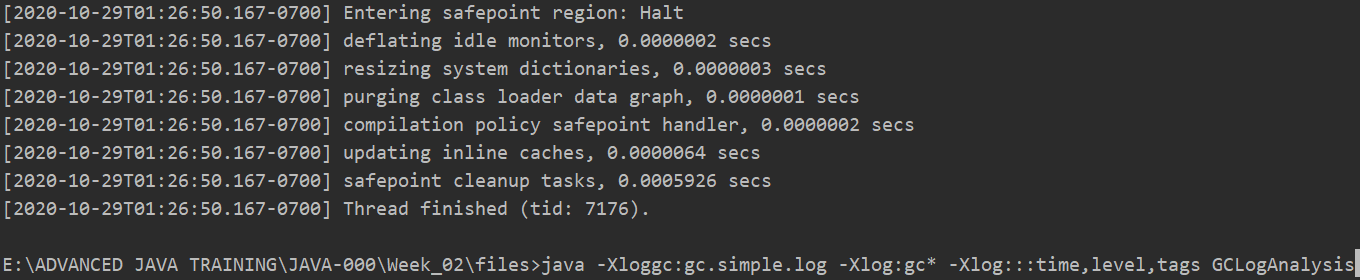 [2020-10-29T01:26:50.167-0700] Entering safepoint region: Halt
[2020-10-29T01:26:50.167-0700] deflating idle monitors, 0.0000002 secs
[2020-10-29T01:26:50.167-0700] resizing system dictionaries, 0.0000003 secs
[2020-10-29T01:26:50.167-0700] purging class loader data graph, 0.0000001 secs
[2020-10-29T01:26:50.167-0700] compilation policy safepoint handler, 0.0000002 secs
[2020-10-29T01:26:50.167-0700] updating inline caches, 0.0000064 secs
[2020-10-29T01:26:50.167-0700] safepoint cleanup tasks, 0.0005926 secs
[2020-10-29T01:26:50.167-0700] Thread finished (tid: 7176).
E:\ADVANCED JAVA TRAINING\JAVA-000\Week_02\files>java -Xloggc:gc.simple.log -Xlog:gc* -Xlog:::time,level,tags GCLogAnalysis